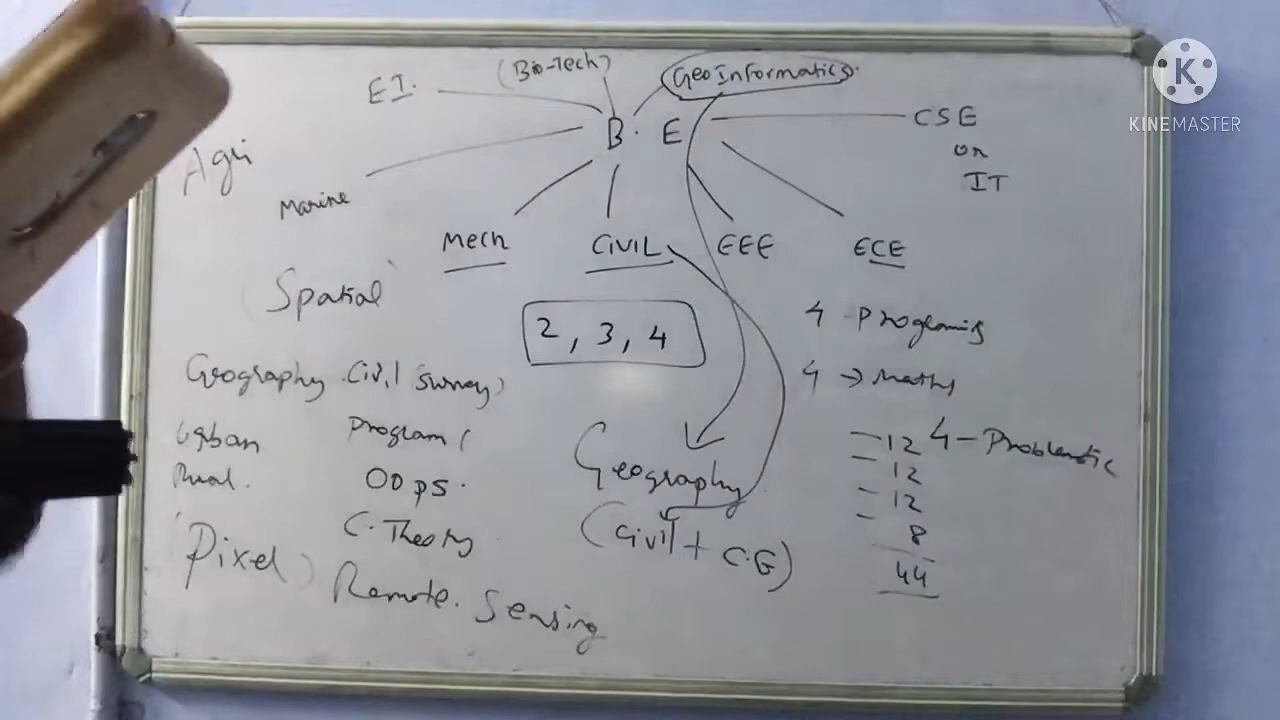 (Bio-Tech)
GeoInformatics
EI.
B. E
CSE
or
IT
Agri
Marine
Mech
CIVIL
EEE
ECE
Spatial
2, 3, 4
4
4 → maths
Geography Civil Survey
Urban
Program
Rural.
OOps.
C. Theory
(Pixel)
Remote. Sensing
Geography
(Civil + C.G)
- 12 4 -
- 12
- 12
- 8
44
K
KINEMASTER